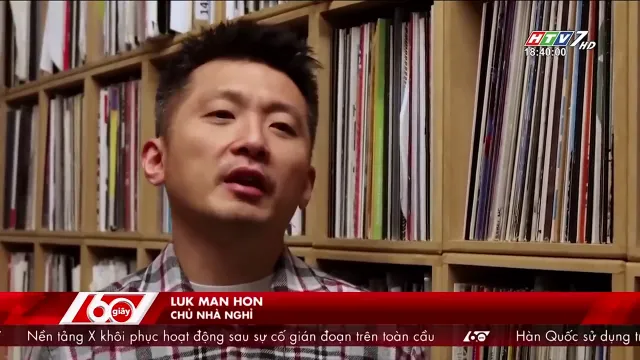 HTV7 HD
18:40:00
60 giây
LUK MAN HON
CHỦ NHÀ NGHỈ
Nền tảng X khôi phục hoạt động sau sự cố gián đoạn trên toàn cầu
60
Hàn Quốc sử dụng